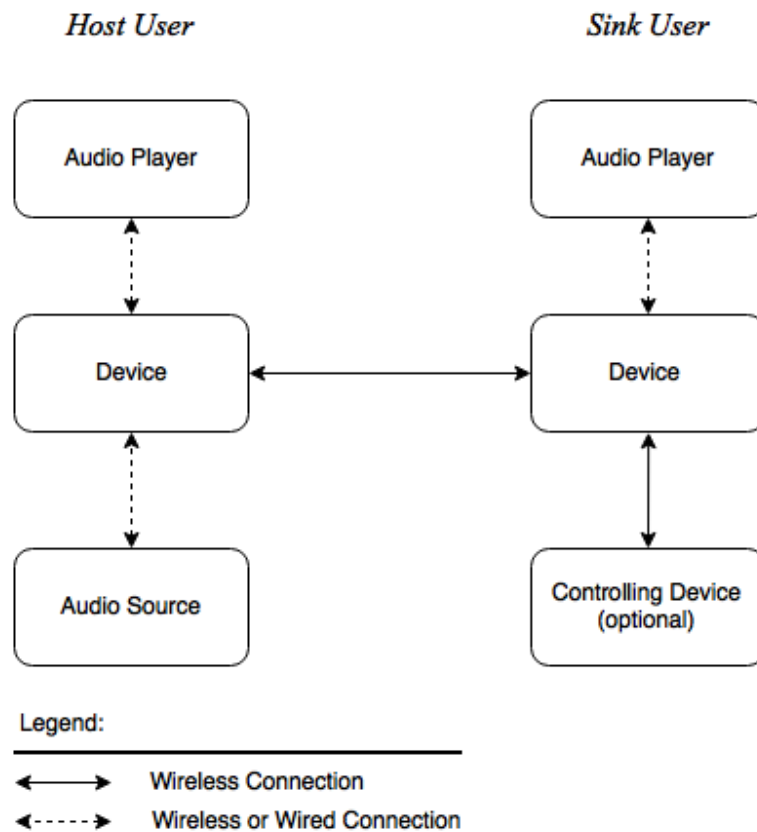 Host User
Sink User
Audio Player
Audio Player
Device
Device
Audio Source
Controlling Device
(optional)
Legend:
Wireless Connection
Wireless or Wired Connection